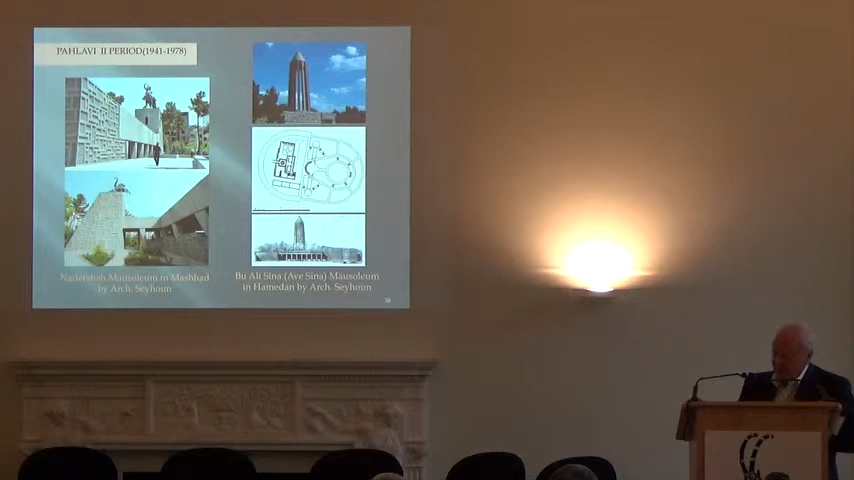 PAHLAVI II PERIOD(1941-1978)
Nadershah Mausoleum in Mashhad
by Arch. Seyhoun
Bu Ali Sina (Ave Sina) Mausoleum
in Hamedan by Arch. Seyhoun